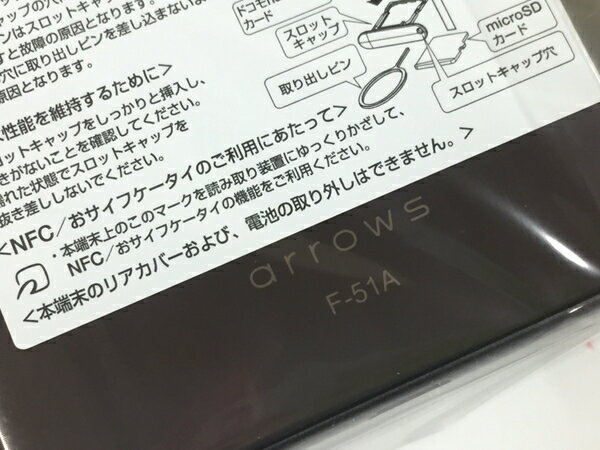 ャップの穴
ンはスロットキャップ
すと故障の原因となります。
穴に取り出しピンを差し込まないよ
因となります。
水性能を維持するために>
ロットキャップをしっかりと挿入し、
きがないことを確認してください。
濡れた状態でスロットキャップを
抜き差ししないでください。
ドコモn
カード
スロット
キャップ
取り出しピン
microSD
カード
スロットキャップ穴
<NFC/おサイフケータイのご利用にあたって>
・本端末上のこのマークを読み取り装置にゆっくりかざして、
NFC/おサイフケータイの機能をご利用ください。
<本端末のリアカバーおよび、電池の取り外しはできません。>
arrows
F-51A